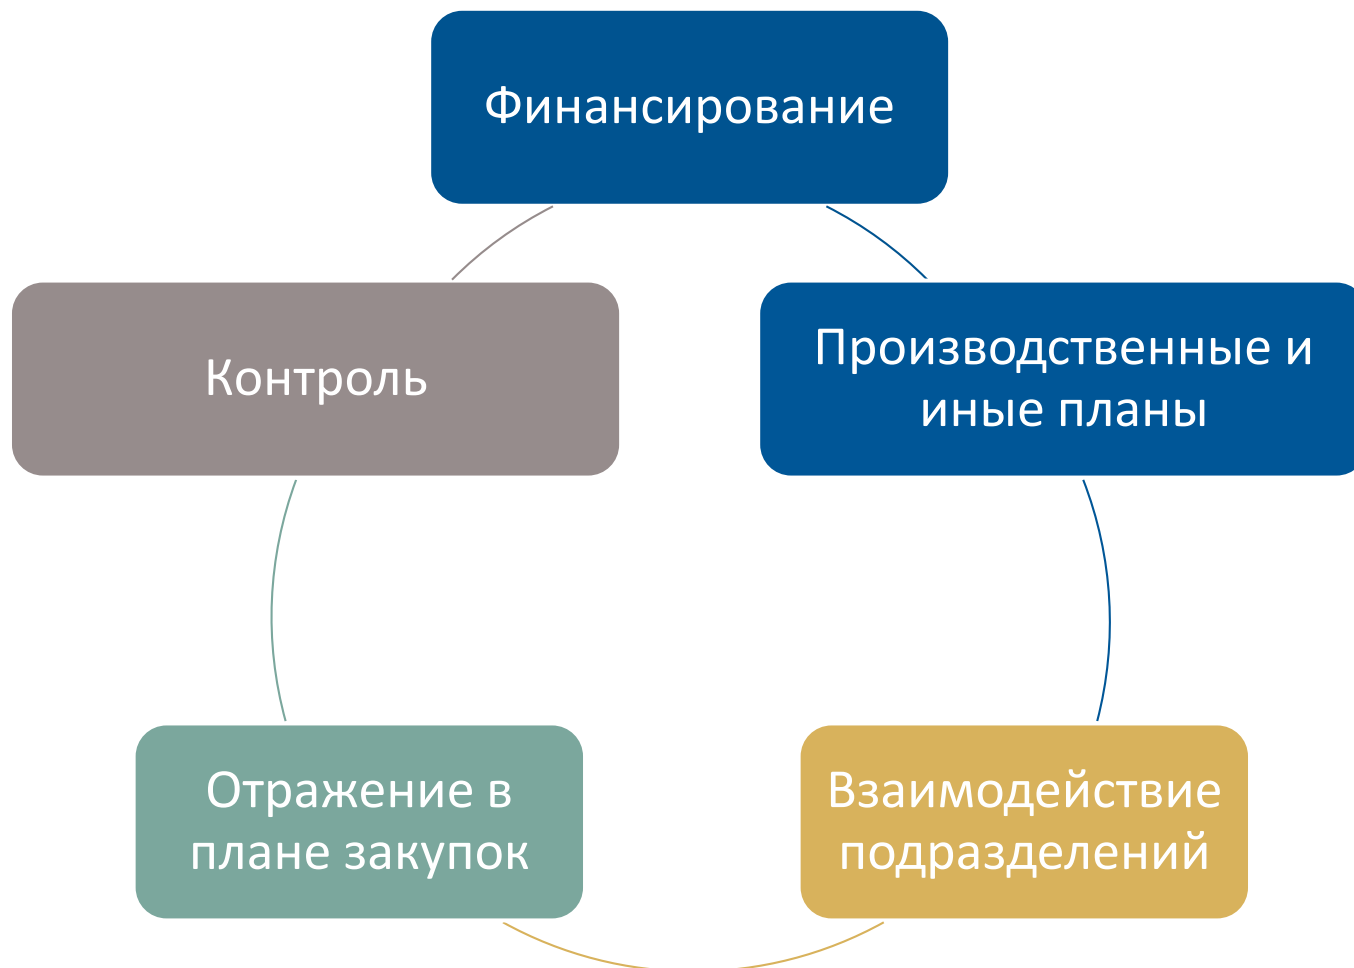 Финансирование
Контроль
Производственные и
иные планы
Отражение в
плане закупок
Взаимодействие
подразделений